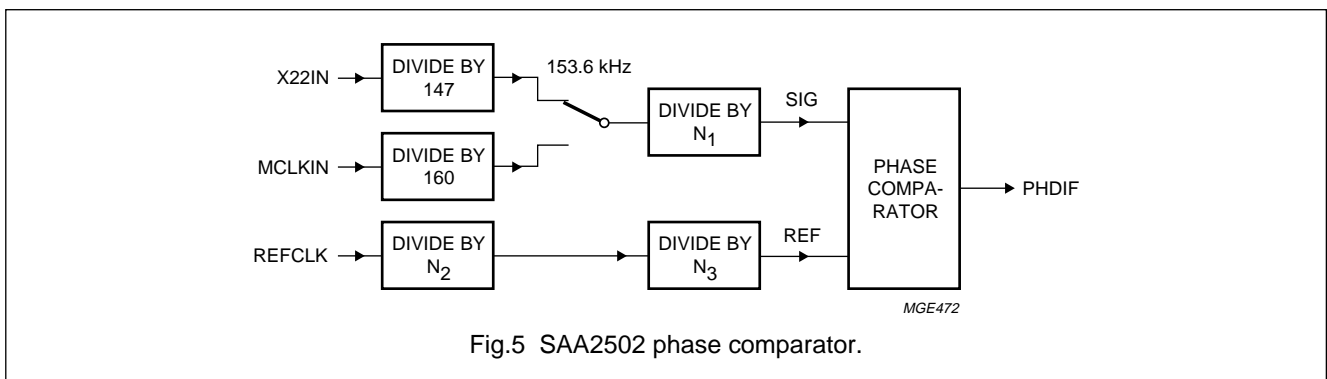 X22IN
DIVIDE BY
147
153.6 kHz
DIVIDE BY
N1
SIG
MCLKIN
DIVIDE BY
160
PHASE
COMPA-
RATOR
PHDIF
REFCLK
DIVIDE BY
N2
DIVIDE BY
N3
REF
MGE472
Fig.5 SAA2502 phase comparator.